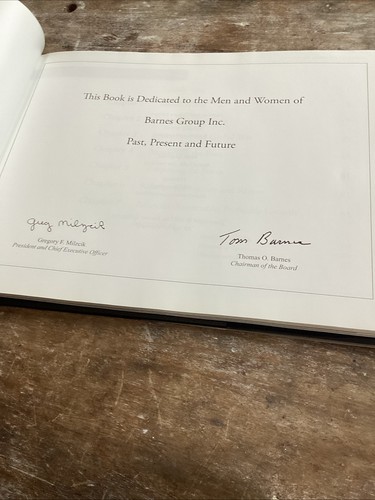 This Book is Dedicated to the Men and Women of
Barnes Group Inc.
Past, Present and Future
Greg Milzcik
Gregory F. Milzcik
President and Chief Executive Officer
Tom Barnes
Thomas O. Barnes
Chairman of the Board